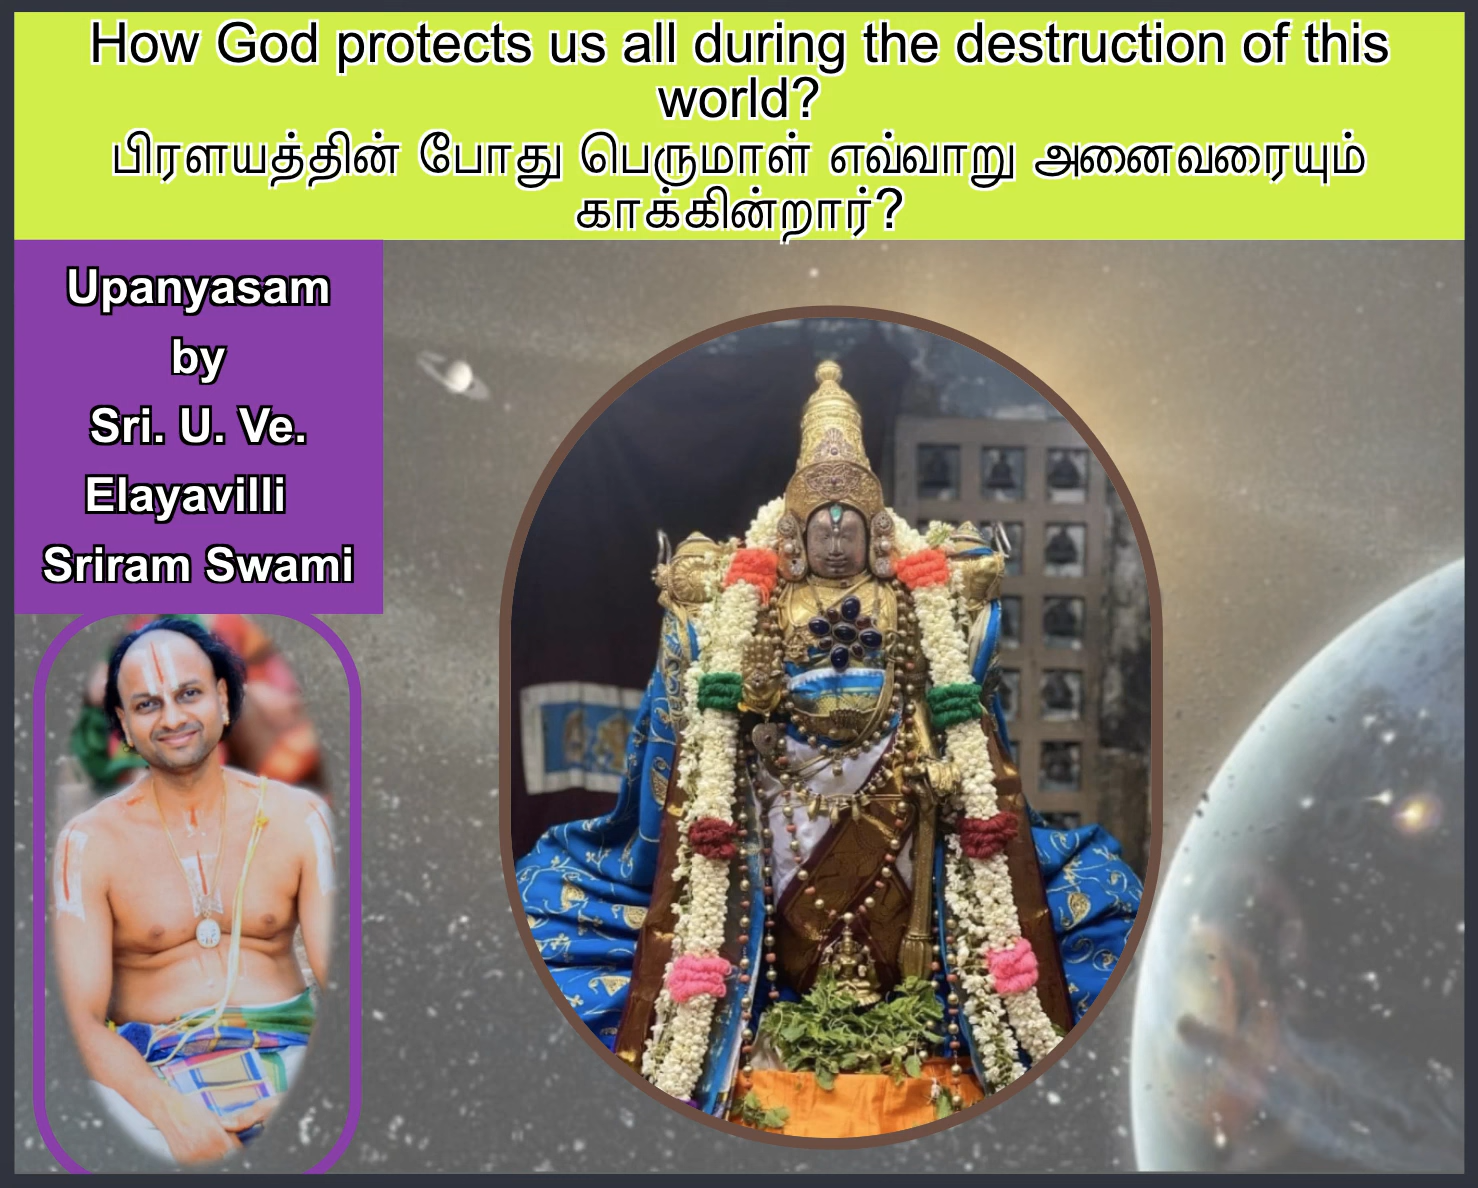 How God protects us all during the destruction of this
world?
பிரளயத்தின் போது பெருமாள் எவ்வாறு அனைவரையும்
காக்கின்றார்?
Upanyasam
by
Sri. U. Ve.
Elayavilli
Sriram Swami